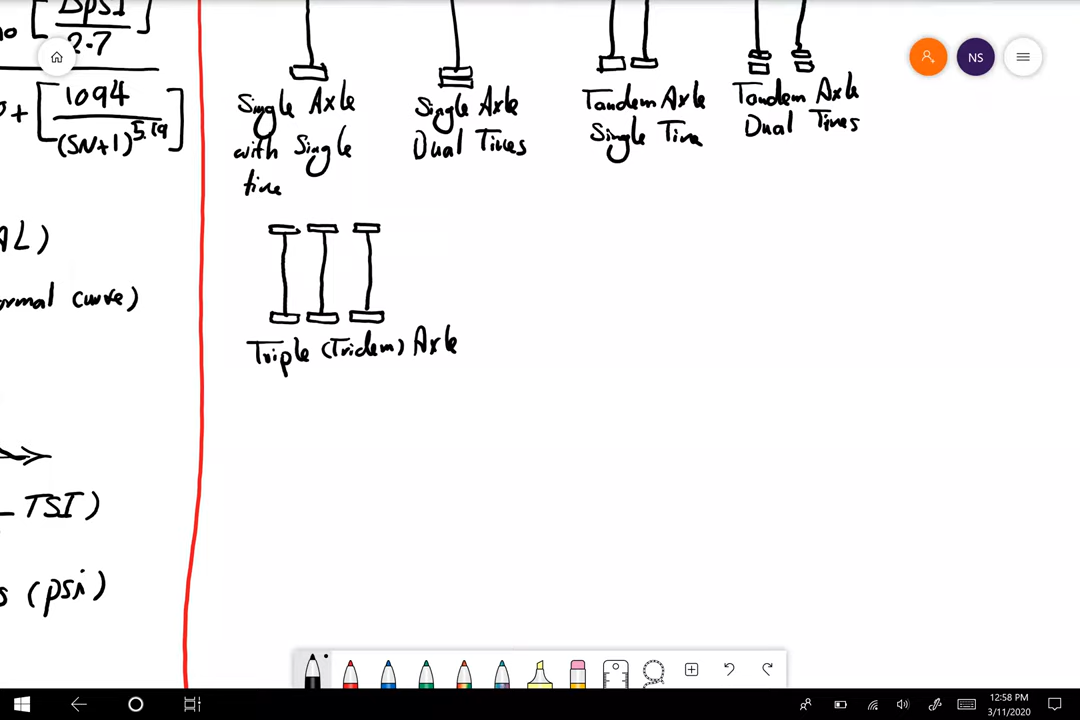 [ΔPSI]
2.7
[1094]
(SN+1)^5.19
AL)
ormal curve)
TSI)
s (psi)
Single Axle
with Single
tire
Single Axle
Dual Tires
Tandem Axle
Single Tire
Tandem Axle
Dual Tires
Triple (Tridem) Axle
NS
12:58 PM
3/11/2020